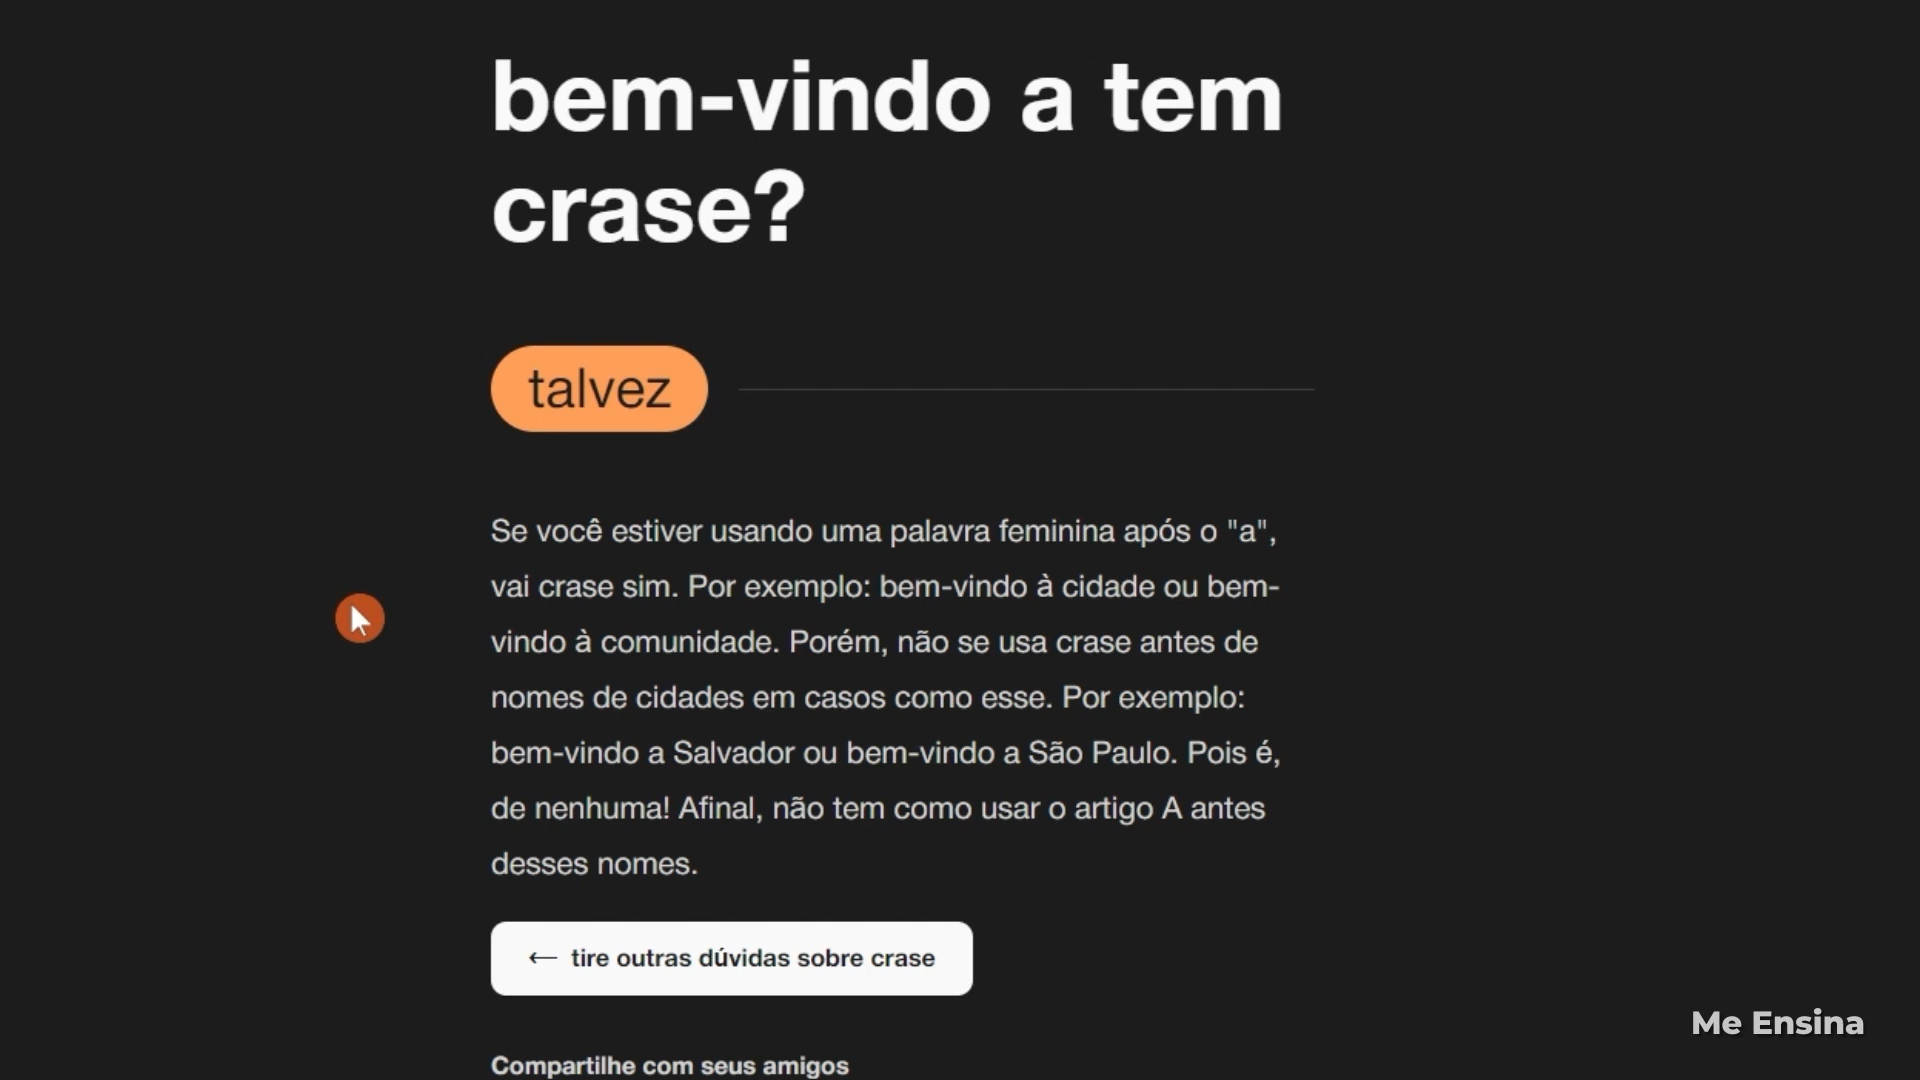 bem-vindo a tem
crase?
talvez
Se você estiver usando uma palavra feminina após o "a",
vai crase sim. Por exemplo: bem-vindo à cidade ou bem-
vindo à comunidade. Porém, não se usa crase antes de
nomes de cidades em casos como esse. Por exemplo:
bem-vindo a Salvador ou bem-vindo a São Paulo. Pois é,
de nenhuma! Afinal, não tem como usar o artigo A antes
desses nomes.
← tire outras dúvidas sobre crase
Me Ensina
Compartilhe com seus amigos